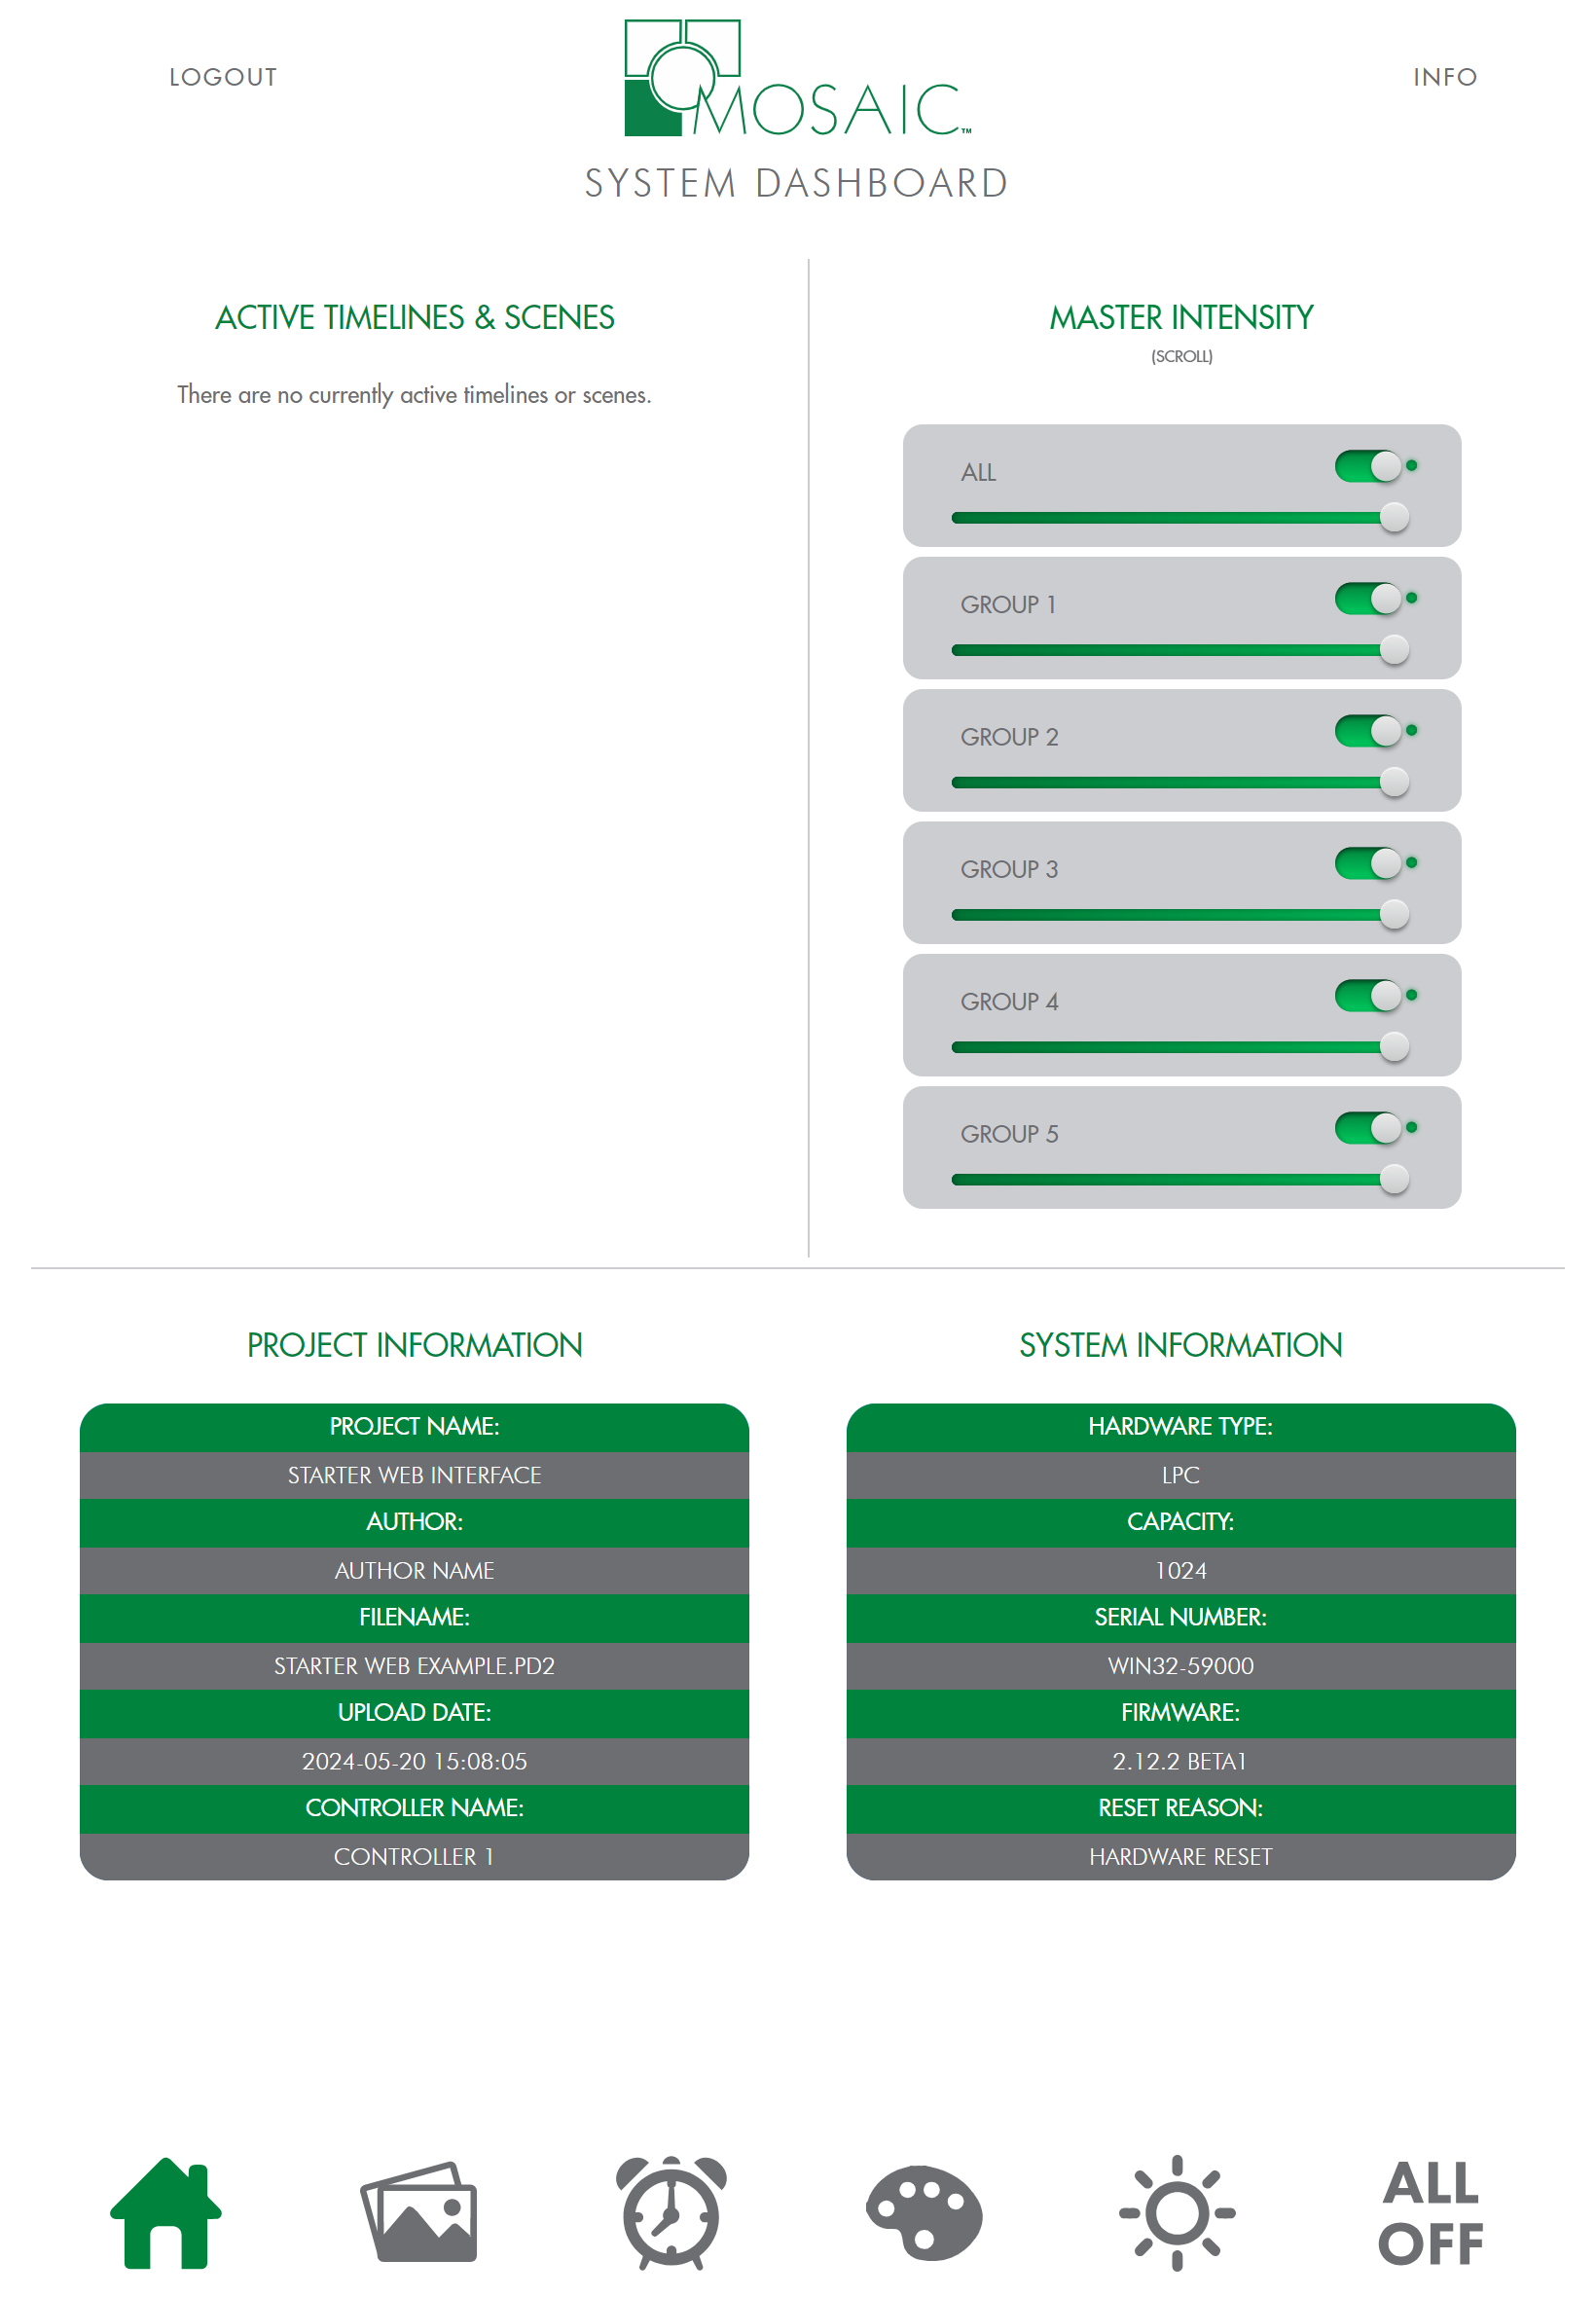 LOGOUT
MOSAIC™
INFO
SYSTEM DASHBOARD
ACTIVE TIMELINES & SCENES
There are no currently active timelines or scenes.
MASTER INTENSITY
(SCROLL)
ALL
GROUP 1
GROUP 2
GROUP 3
GROUP 4
GROUP 5
PROJECT INFORMATION
PROJECT NAME:
STARTER WEB INTERFACE
AUTHOR:
AUTHOR NAME
FILENAME:
STARTER WEB EXAMPLE.PD2
UPLOAD DATE:
2024-05-20 15:08:05
CONTROLLER NAME:
CONTROLLER 1
SYSTEM INFORMATION
HARDWARE TYPE:
LPC
CAPACITY:
1024
SERIAL NUMBER:
WIN32-59000
FIRMWARE:
2.12.2 BETA1
RESET REASON:
HARDWARE RESET
ALL
OFF